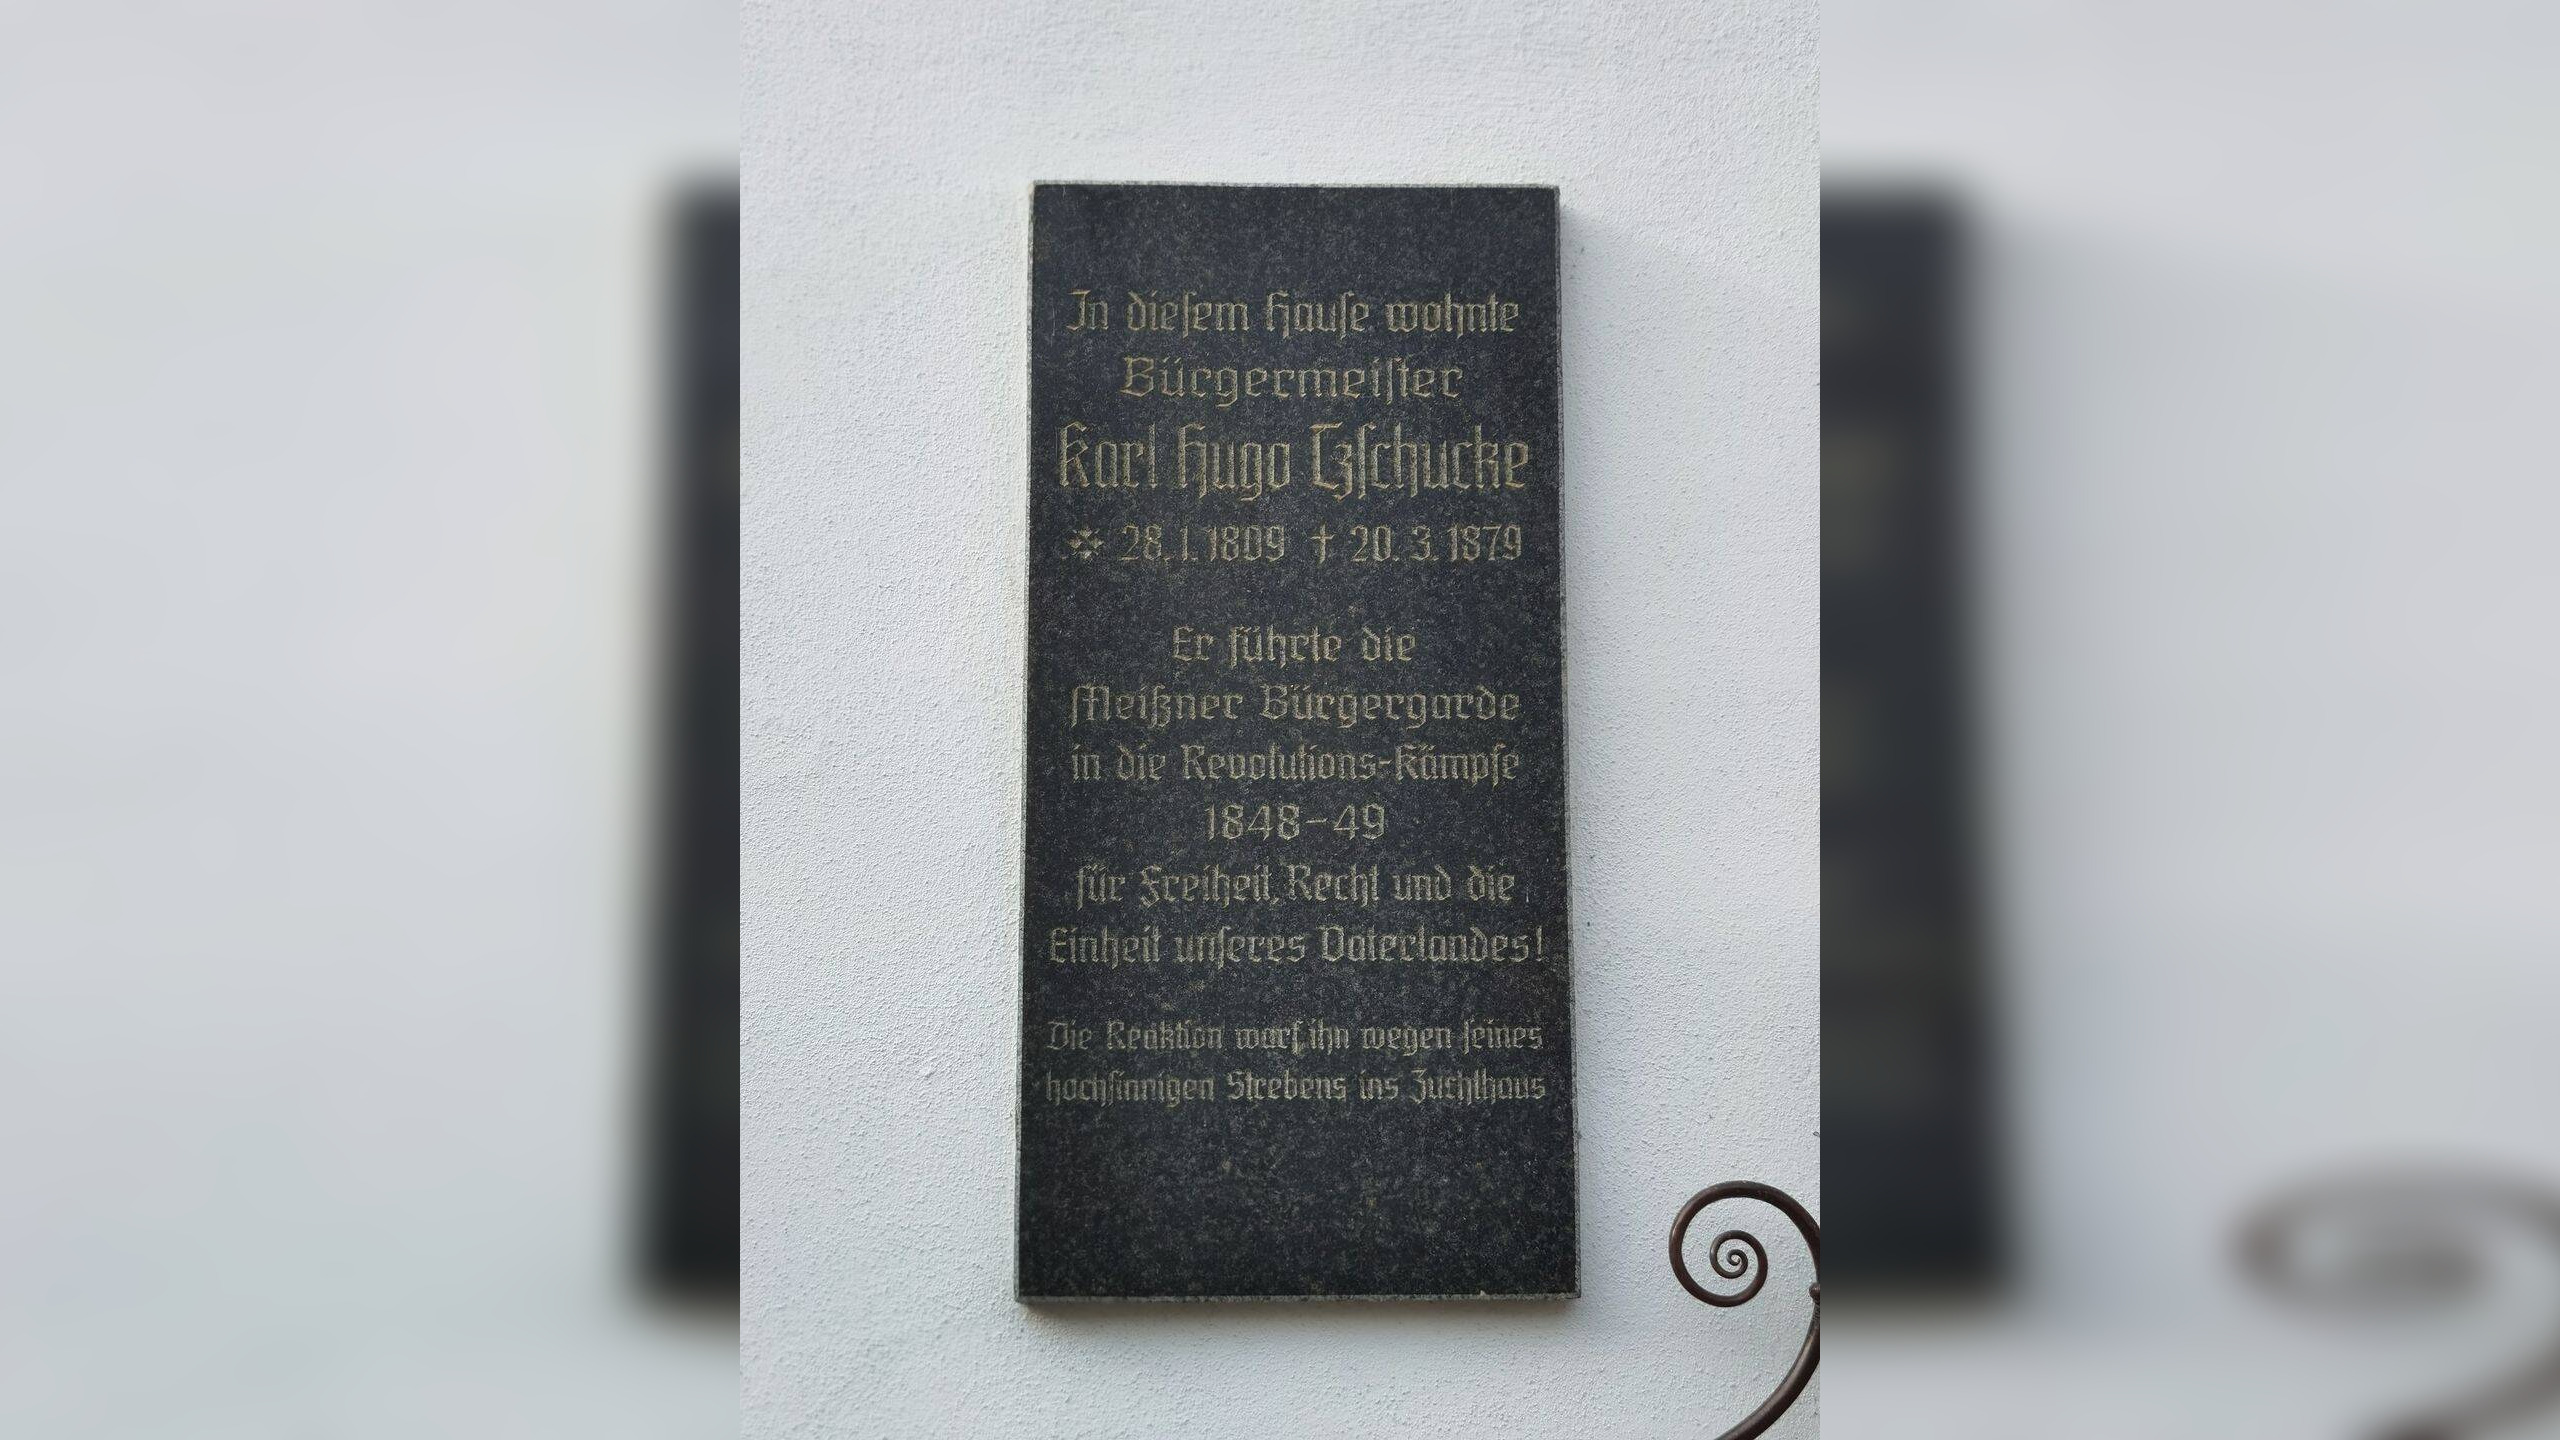 In dieſem Hauſe wohnte
Bürgermeiſter
Karl Hugo Tzſchucke
✻ 28.1.1809 † 20.3.1879
Er führte die
Meißner Bürgergarde
in die Revolutions-Kämpfe
1848-49
für Freiheit, Recht und die
Einheit unſeres Vaterlandes!
Die Reaktion warf ihn wegen ſeines
hochſinnigen Strebens ins Zuchthaus